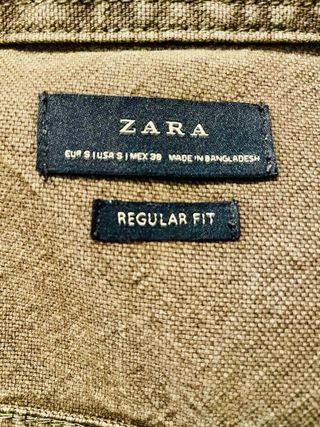 ZARA
EUR S | USA S | MEX 38 MADE IN BANGLADESH
REGULAR FIT